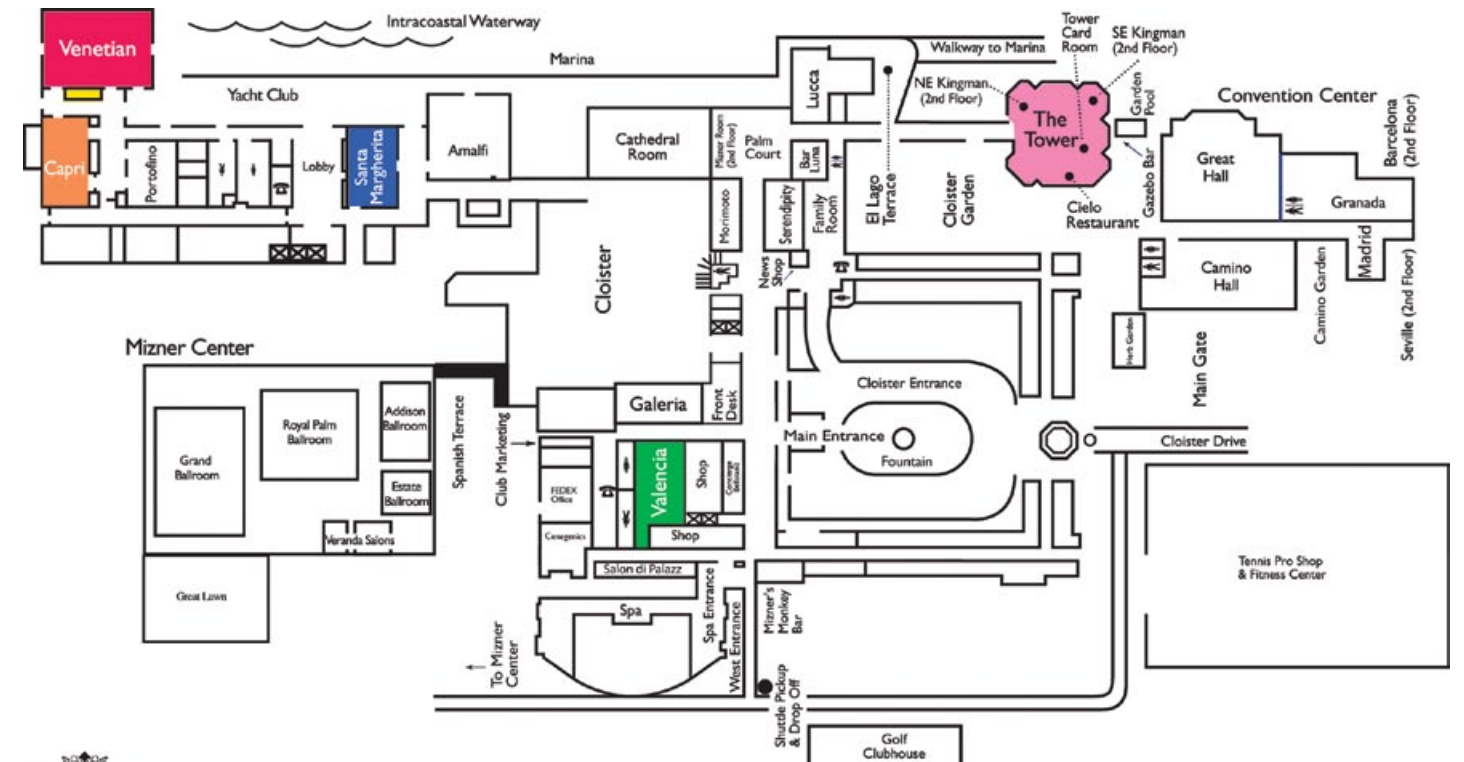 Intracoastal Waterway
Venetian
Marina
Yacht Club
Capri
Portofino
Lobby
Santa
Margherita
Amalfi
Cathedral
Room
Manor Room
(2nd Floor)
Palm
Court
Lucca
Bar
Luna
Walkway to Marina
Tower
Card
Room
SE Kingman
(2nd Floor)
NE Kingman
(2nd Floor)
The
Tower
Garden
Pool
Convention Center
Barcelona
(2nd Floor)
Great
Hall
Gazebo Bar
Granada
Cielo
Restaurant
El Lago
Terrace
Cloister
Garden
Morimoto
Serendipity
Family
Room
News
Shop
Cloister
Camino
Hall
Madrid
Camino Garden
Seville (2nd Floor)
Herb Garden
Main Gate
Mizner Center
Grand
Ballroom
Royal Palm
Ballroom
Addison
Ballroom
Estate
Ballroom
Veranda Salons
Great Lawn
Spanish Terrace
Club Marketing
Galeria
Front
Desk
Cloister Entrance
Main Entrance
Fountain
Cloister Drive
FEDEX
Office
Cenegenics
Valencia
Shop
Concierge
Shop
Salon di Palazz
Spa
Spa Entrance
West Entrance
Mizner's
Monkey
Bar
To Mizner
Center
Shuttle Pickup
& Drop Off
Tennis Pro Shop
& Fitness Center
Golf
Clubhouse